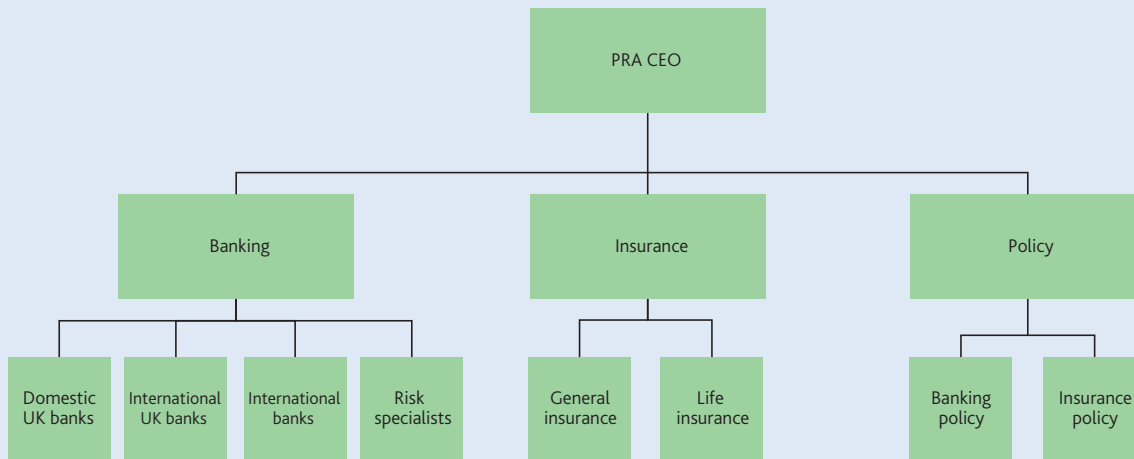 PRA CEO
Banking
Insurance
Policy
Domestic
UK banks
International
UK banks
International
banks
Risk
specialists
General
insurance
Life
insurance
Banking
policy
Insurance
policy